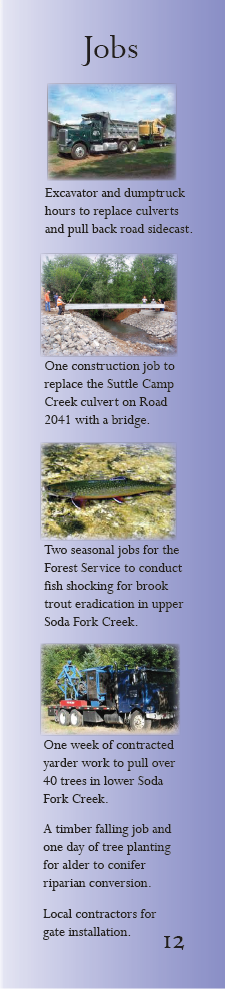 Jobs
Excavator and dumptruck
hours to replace culverts
and pull back road sidecast.
One construction job to
replace the Suttle Camp
Creek culvert on Road
2041 with a bridge.
Two seasonal jobs for the
Forest Service to conduct
fish shocking for brook
trout eradication in upper
Soda Fork Creek.
One week of contracted
yarder work to pull over
40 trees in lower Soda
Fork Creek.
A timber falling job and
one day of tree planting
for alder to conifer
riparian conversion.
Local contractors for
gate installation.
12